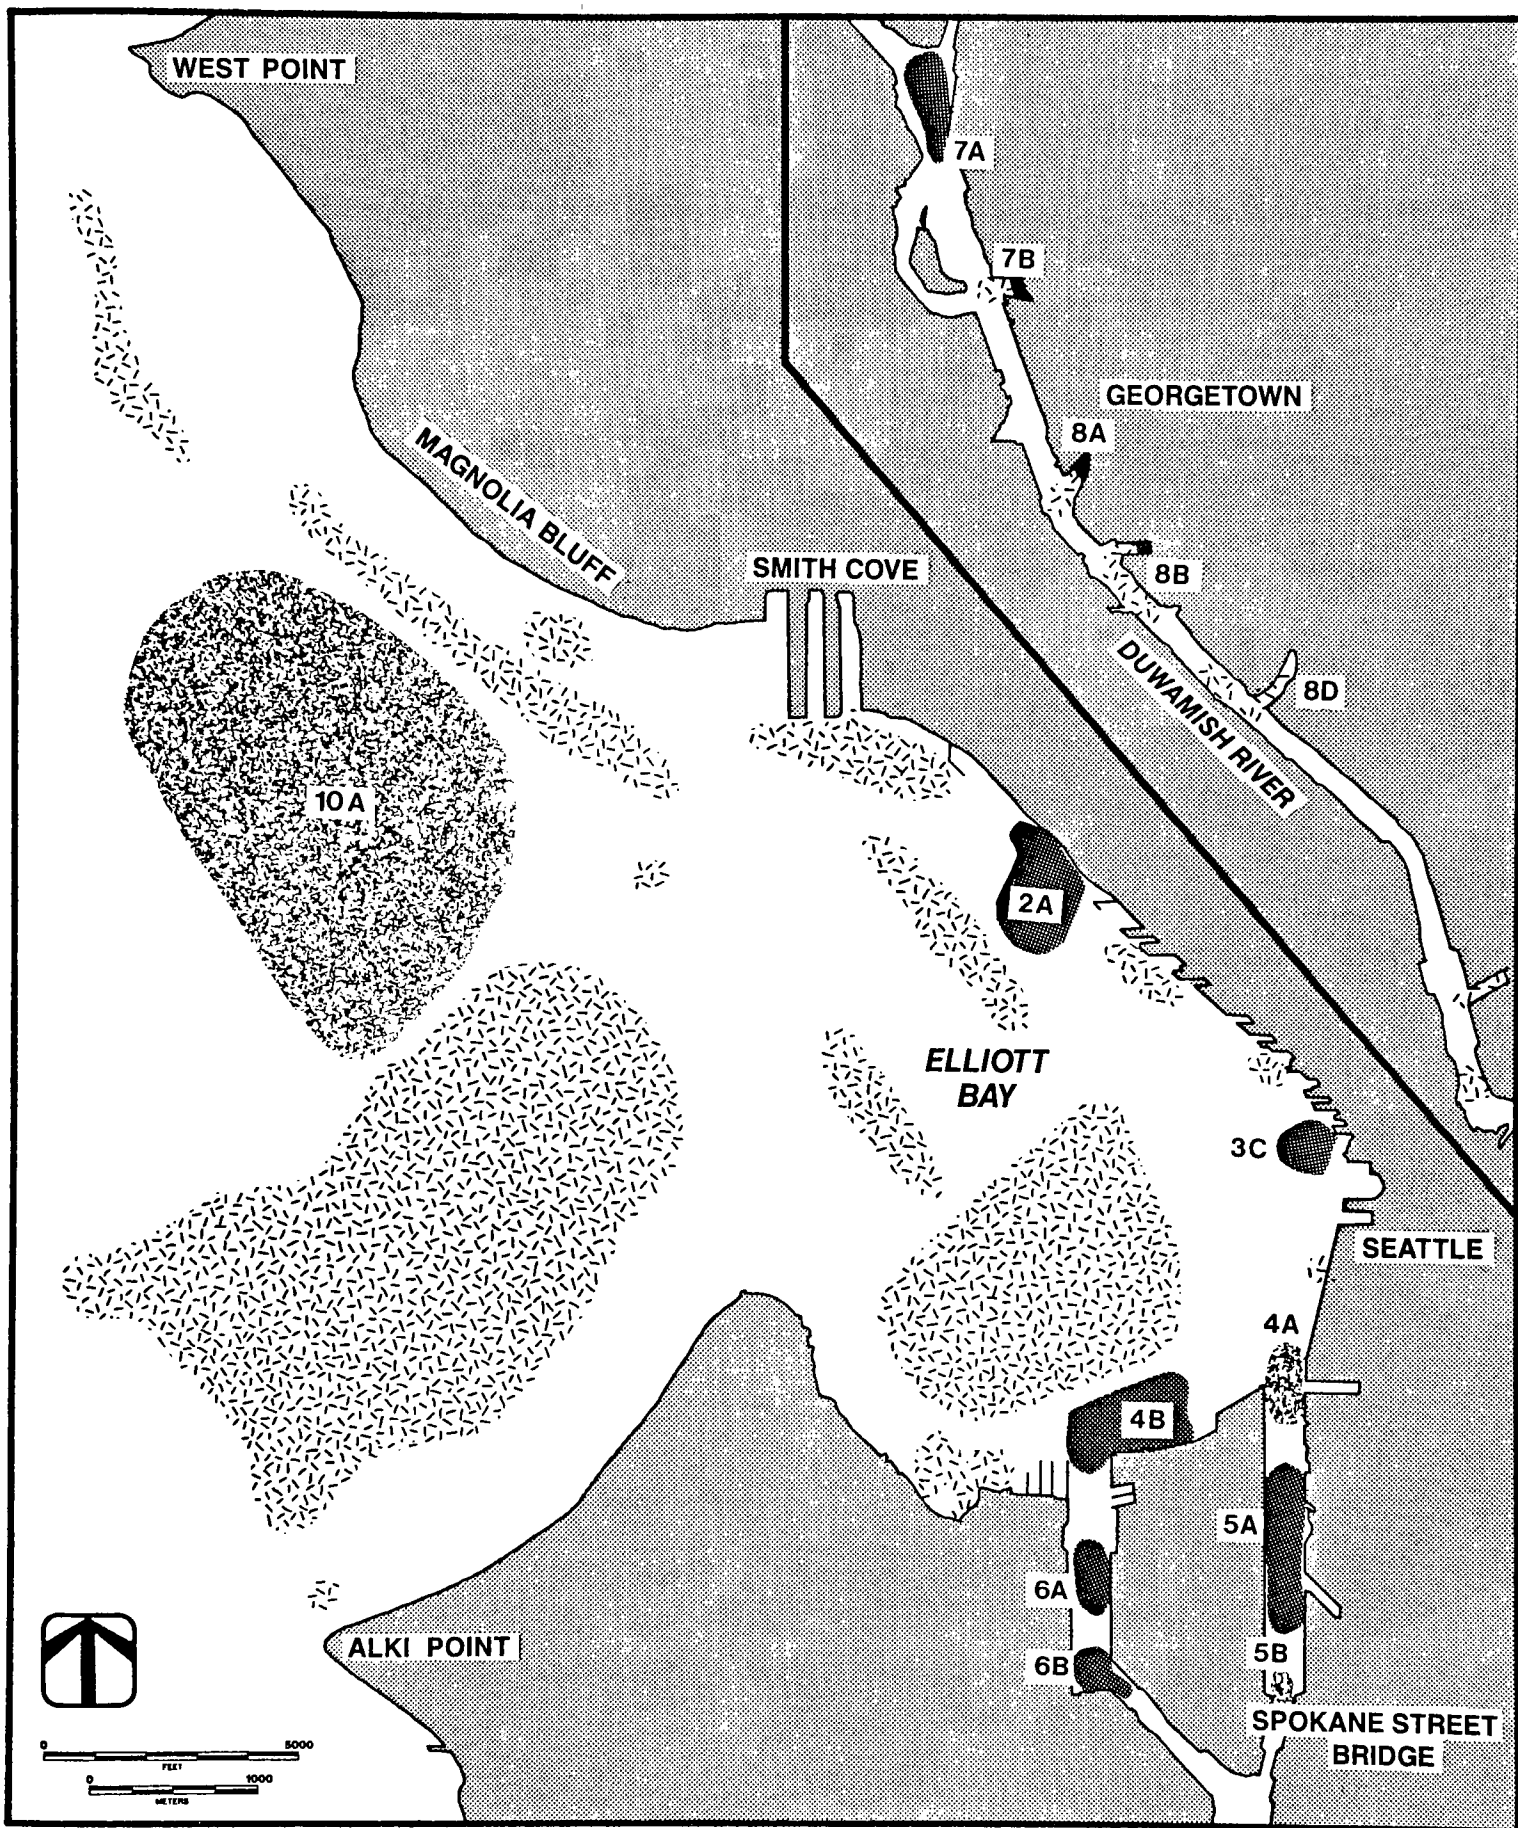 WEST POINT
7A
7B
GEORGETOWN
8A
MAGNOLIA BLUFF
SMITH COVE
8B
DUWAMISH RIVER
8D
10A
2A
ELLIOTT
BAY
3C
SEATTLE
4A
4B
5A
6A
ALKI POINT
5B
6B
SPOKANE STREET
BRIDGE
0 5000
FEET
0 1000
METERS